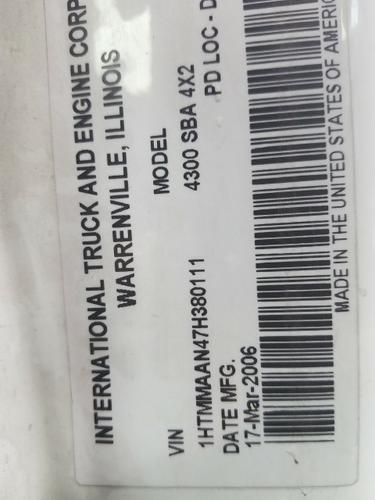 INTERNATIONAL TRUCK AND ENGINE CORP
WARRENVILLE, ILLINOIS
MODEL
4300 SBA 4X2
PD LOC - D
VIN
1HTMMAAN47H380111
DATE MFG.
17-Mar-2006
MADE IN THE UNITED STATES OF AMERIC